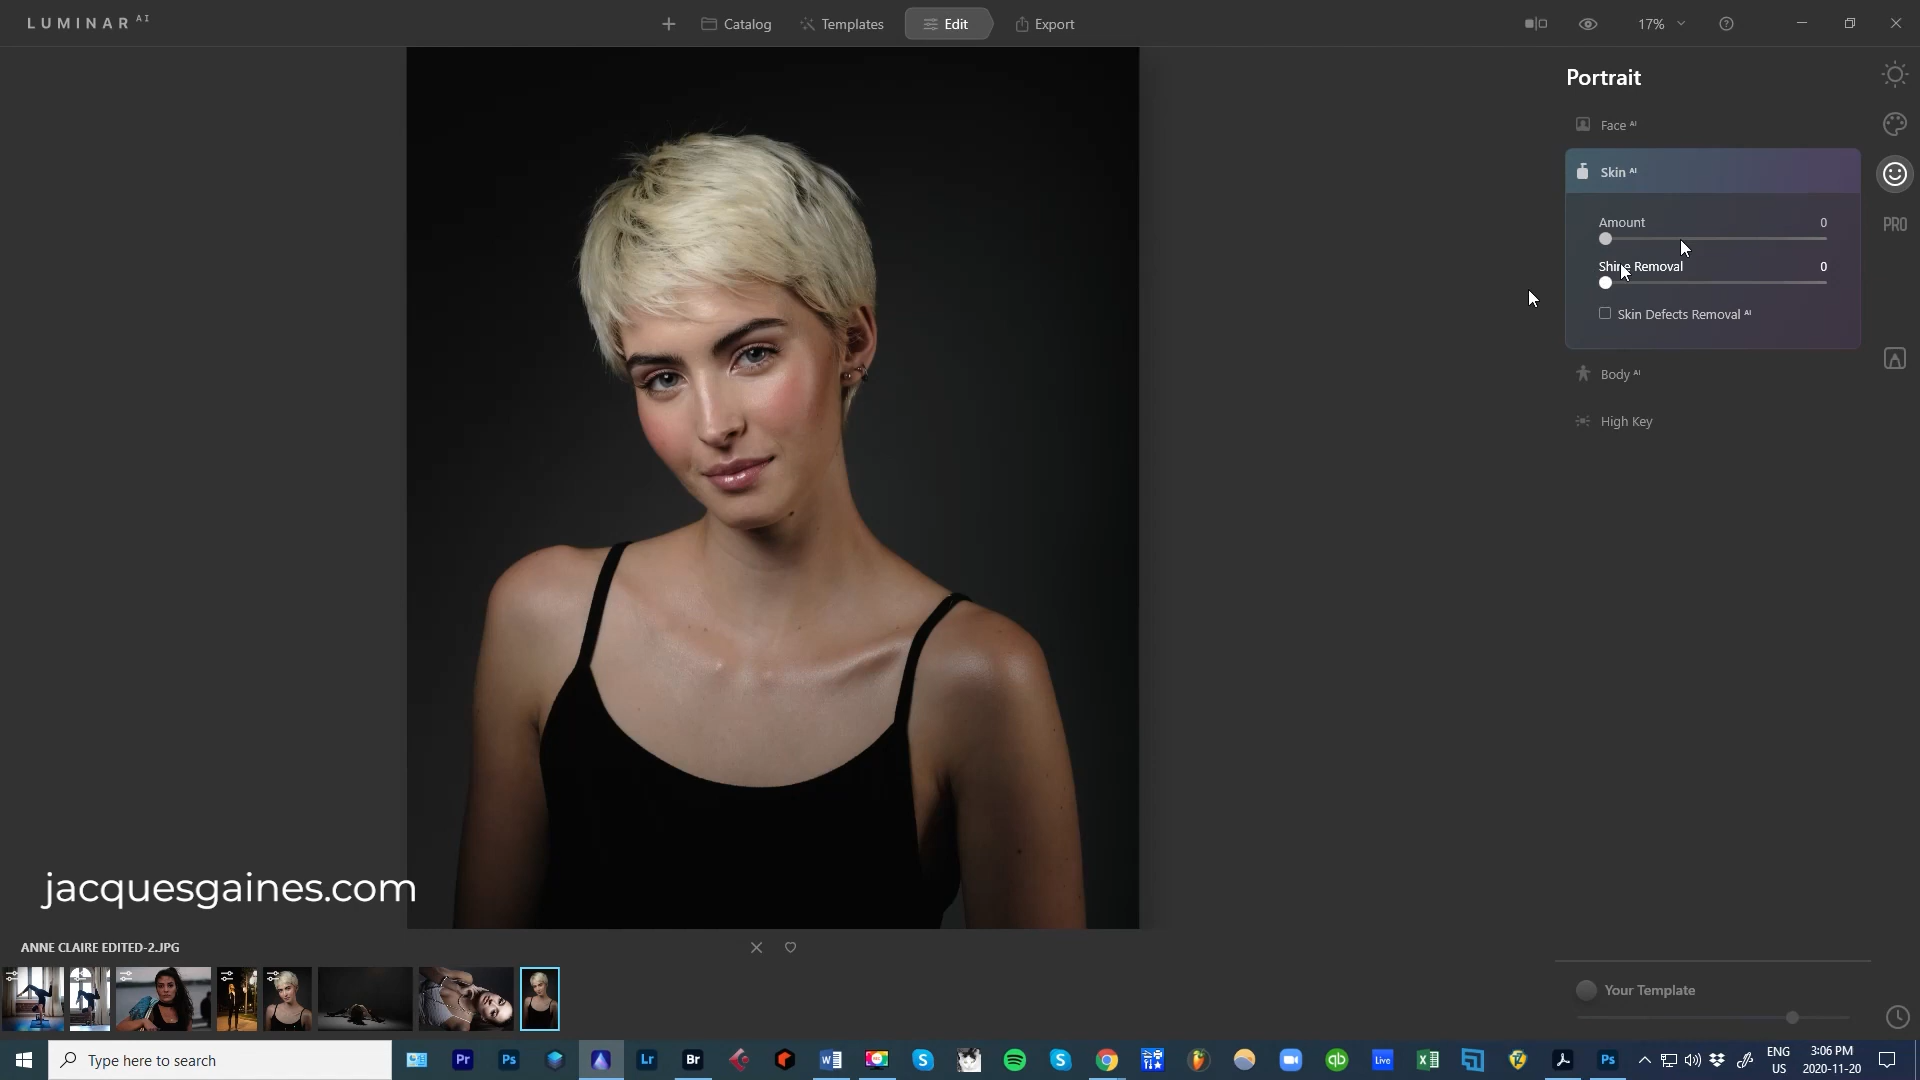 LUMINAR AI
Catalog
Templates
Edit
Export
17%
Portrait
Face AI
Skin AI
Amount 0
Shine Removal 0
Skin Defects Removal AI
Body AI
High Key
PRO
jacquesgaines.com
ANNE CLAIRE EDITED-2.JPG
Your Template
Type here to search
Pr
Ps
Lr
Br
Live
Ps
ENG
US
3:06 PM
2020-11-20